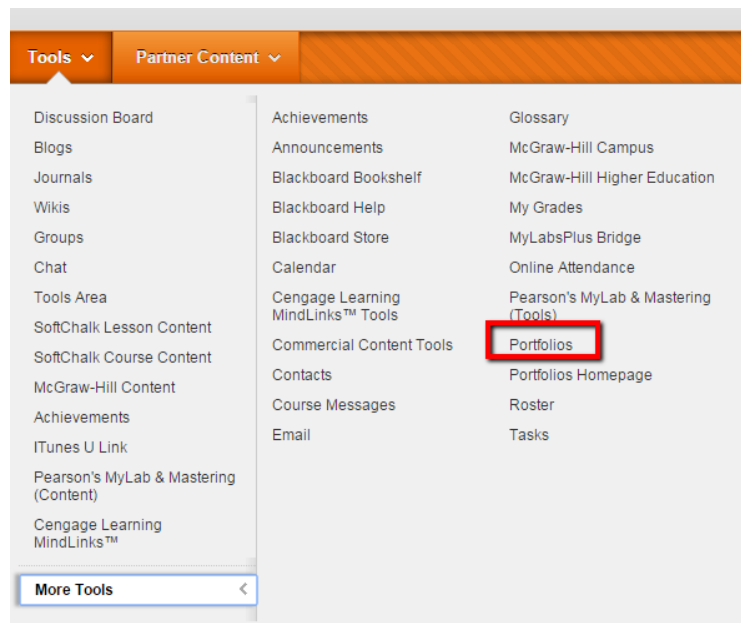 Tools
Partner Content
Discussion Board
Blogs
Journals
Wikis
Groups
Chat
Tools Area
SoftChalk Lesson Content
SoftChalk Course Content
McGraw-Hill Content
Achievements
ITunes U Link
Pearson's MyLab & Mastering
(Content)
Cengage Learning
MindLinks™
More Tools
Achievements
Announcements
Blackboard Bookshelf
Blackboard Help
Blackboard Store
Calendar
Cengage Learning
MindLinks™ Tools
Commercial Content Tools
Contacts
Course Messages
Email
Glossary
McGraw-Hill Campus
McGraw-Hill Higher Education
My Grades
MyLabsPlus Bridge
Online Attendance
Pearson's MyLab & Mastering
(Tools)
Portfolios
Portfolios Homepage
Roster
Tasks